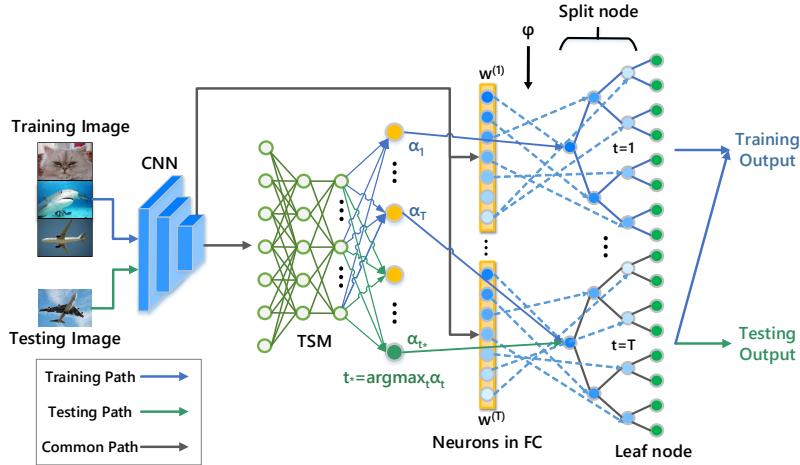 Split node
φ
w(1)
Training Image
CNN
α1
t=1
Training
Output
αT
TSM
αt*
t*=argmaxtαt
t=T
Testing
Output
Testing Image
Training Path
Testing Path
Common Path
w(T)
Neurons in FC
Leaf node